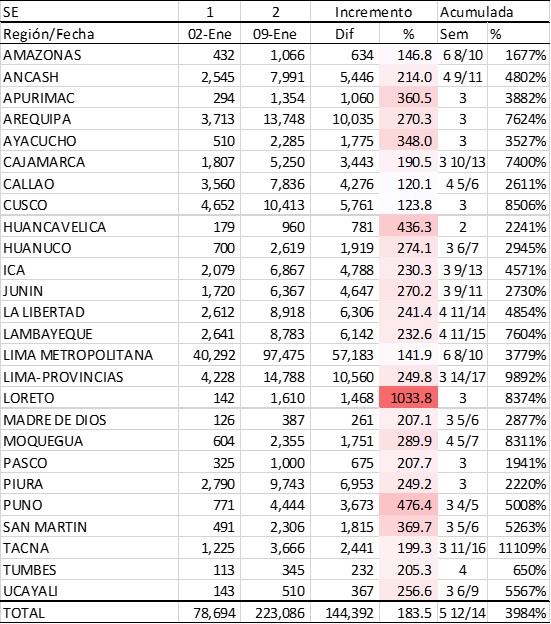 SE 1 2 Incremento Acumulada
Región/Fecha 02-Ene 09-Ene Dif % Sem %
AMAZONAS 432 1,066 634 146.8 6 8/10 1677%
ANCASH 2,545 7,991 5,446 214.0 4 9/11 4802%
APURIMAC 294 1,354 1,060 360.5 3 3882%
AREQUIPA 3,713 13,748 10,035 270.3 3 7624%
AYACUCHO 510 2,285 1,775 348.0 3 3527%
CAJAMARCA 1,807 5,250 3,443 190.5 3 10/13 7400%
CALLAO 3,560 7,836 4,276 120.1 4 5/6 2611%
CUSCO 4,652 10,413 5,761 123.8 3 8506%
HUANCAVELICA 179 960 781 436.3 2 2241%
HUANUCO 700 2,619 1,919 274.1 3 6/7 2945%
ICA 2,079 6,867 4,788 230.3 3 9/13 4571%
JUNIN 1,720 6,367 4,647 270.2 3 9/11 2730%
LA LIBERTAD 2,612 8,918 6,306 241.4 4 11/14 4854%
LAMBAYEQUE 2,641 8,783 6,142 232.6 4 11/15 7604%
LIMA METROPOLITANA 40,292 97,475 57,183 141.9 6 8/10 3779%
LIMA-PROVINCIAS 4,228 14,788 10,560 249.8 3 14/17 9892%
LORETO 142 1,610 1,468 1033.8 3 8374%
MADRE DE DIOS 126 387 261 207.1 3 5/6 2877%
MOQUEGUA 604 2,355 1,751 289.9 4 5/7 8311%
PASCO 325 1,000 675 207.7 3 1941%
PIURA 2,790 9,743 6,953 249.2 3 2220%
PUNO 771 4,444 3,673 476.4 3 4/5 5008%
SAN MARTIN 491 2,306 1,815 369.7 3 5/6 5263%
TACNA 1,225 3,666 2,441 199.3 3 11/16 11109%
TUMBES 113 345 232 205.3 4 650%
UCAYALI 143 510 367 256.6 3 6/9 5567%
TOTAL 78,694 223,086 144,392 183.5 5 12/14 3984%